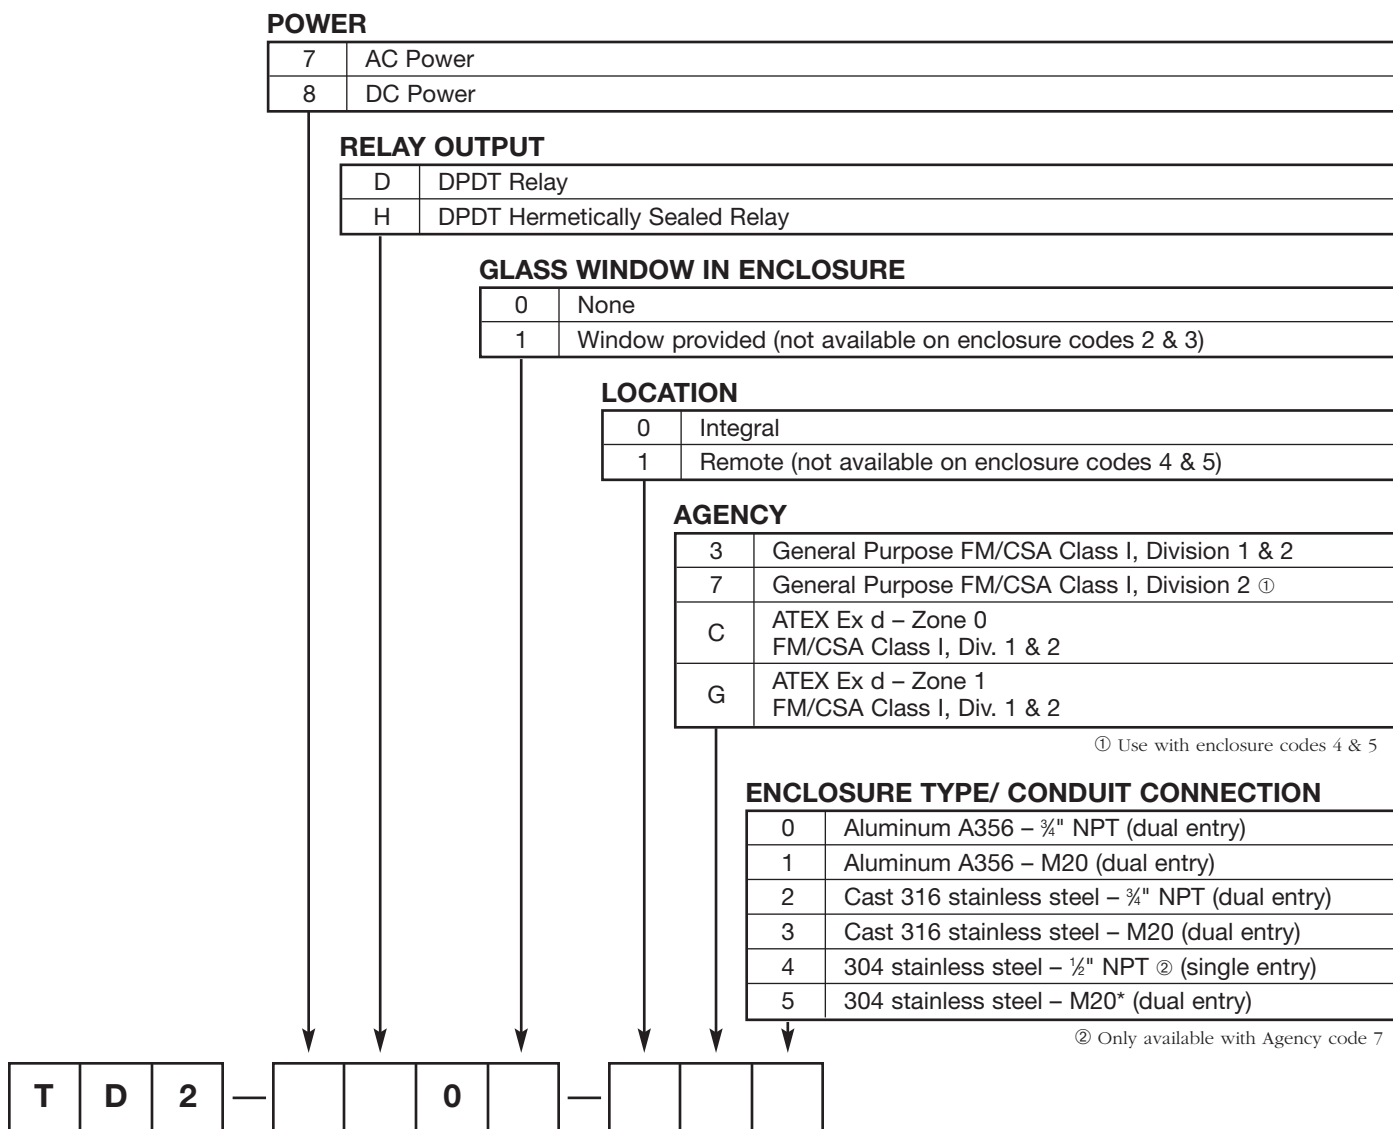 POWER
7 AC Power
8 DC Power
RELAY OUTPUT
D DPDT Relay
H DPDT Hermetically Sealed Relay
GLASS WINDOW IN ENCLOSURE
0 None
1 Window provided (not available on enclosure codes 2 & 3)
LOCATION
0 Integral
1 Remote (not available on enclosure codes 4 & 5)
AGENCY
3 General Purpose FM/CSA Class I, Division 1 & 2
7 General Purpose FM/CSA Class I, Division 2 ①
C ATEX Ex d – Zone 0
FM/CSA Class I, Div. 1 & 2
G ATEX Ex d – Zone 1
FM/CSA Class I, Div. 1 & 2
① Use with enclosure codes 4 & 5
ENCLOSURE TYPE/ CONDUIT CONNECTION
0 Aluminum A356 – ¾" NPT (dual entry)
1 Aluminum A356 – M20 (dual entry)
2 Cast 316 stainless steel – ¾" NPT (dual entry)
3 Cast 316 stainless steel – M20 (dual entry)
4 304 stainless steel – ½" NPT ② (single entry)
5 304 stainless steel – M20* (dual entry)
② Only available with Agency code 7
T D 2 — 0 —